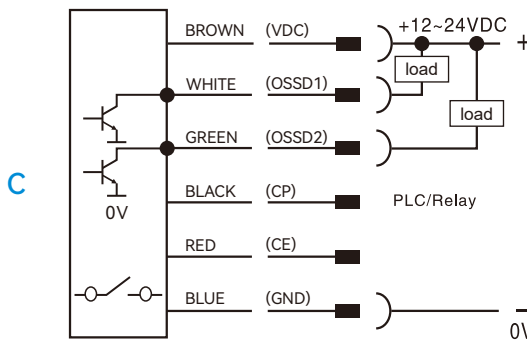 +12~24VDC
BROWN (VDC) +
load
WHITE (OSSD1)
load
GREEN (OSSD2)
C
BLACK (CP) PLC/Relay
0V
RED (CE)
BLUE (GND) −
0V